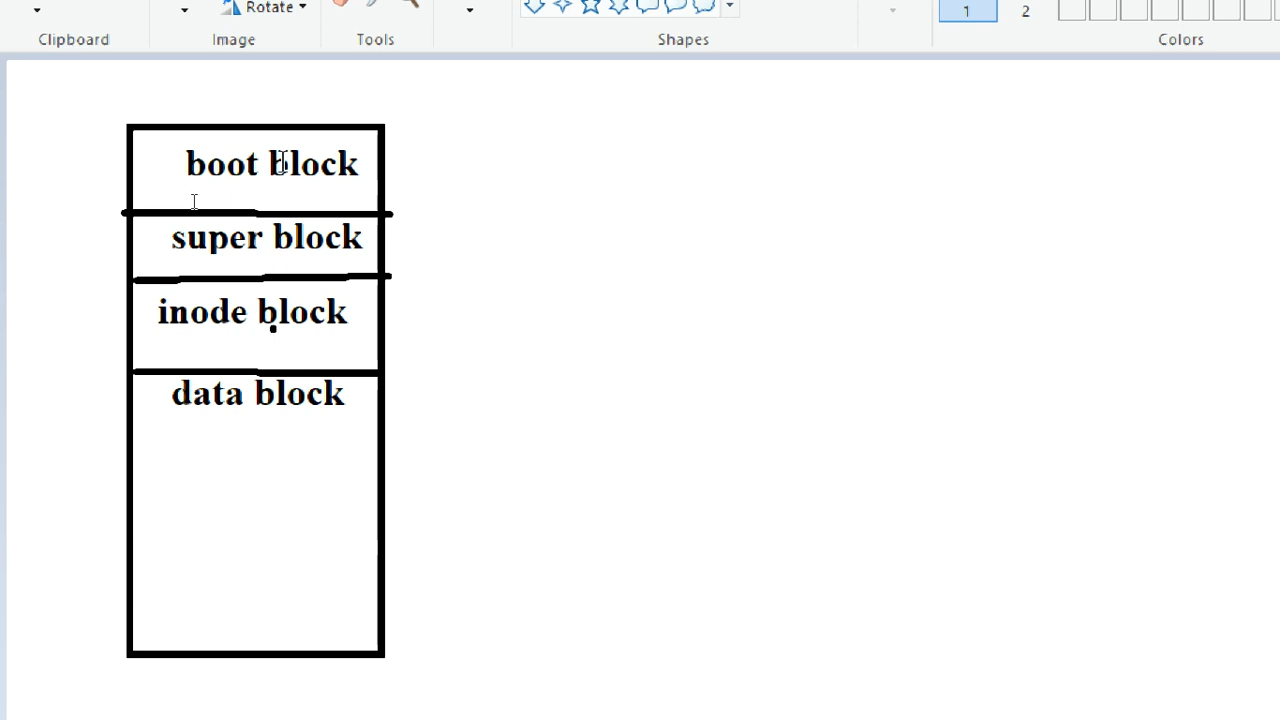 Rotate
1 2
Clipboard Image Tools Shapes Colors
boot block
super block
inode block
data block